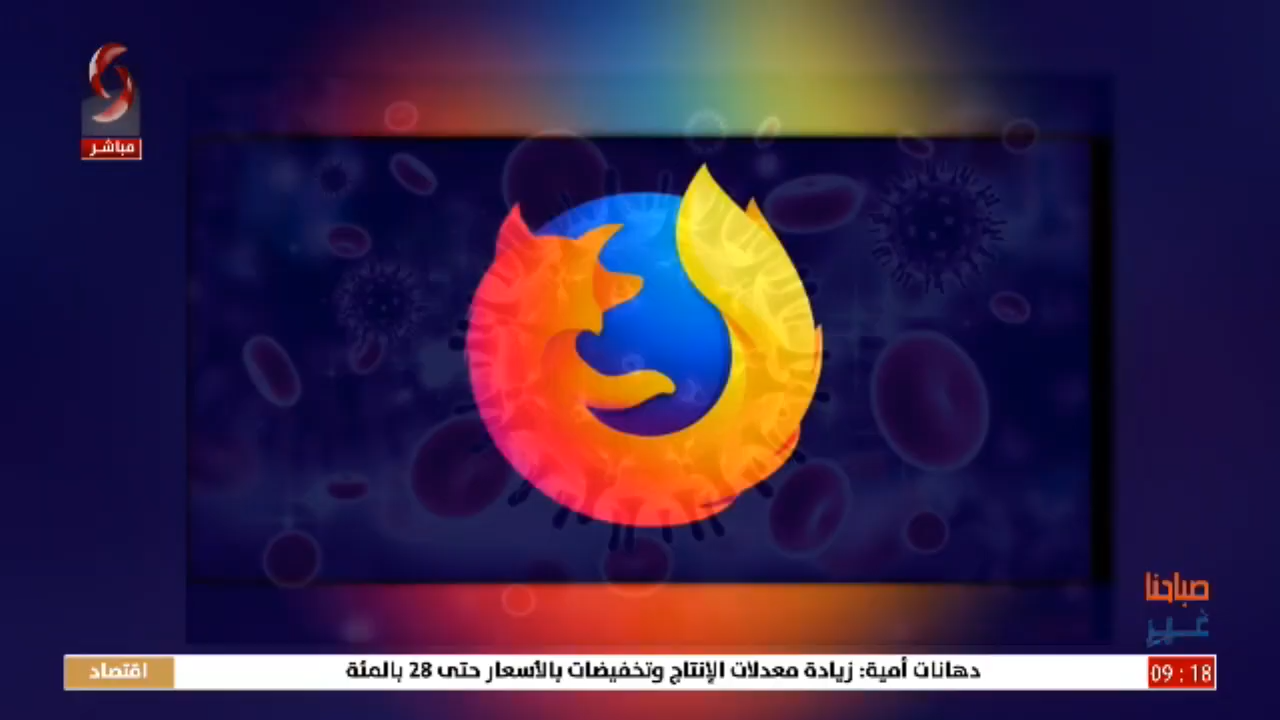 مباشر
صباحنا
غير
اقتصاد
دهانات أمية: زيادة معدلات الإنتاج وتخفيضات بالأسعار حتى 28 بالمئة
09:18